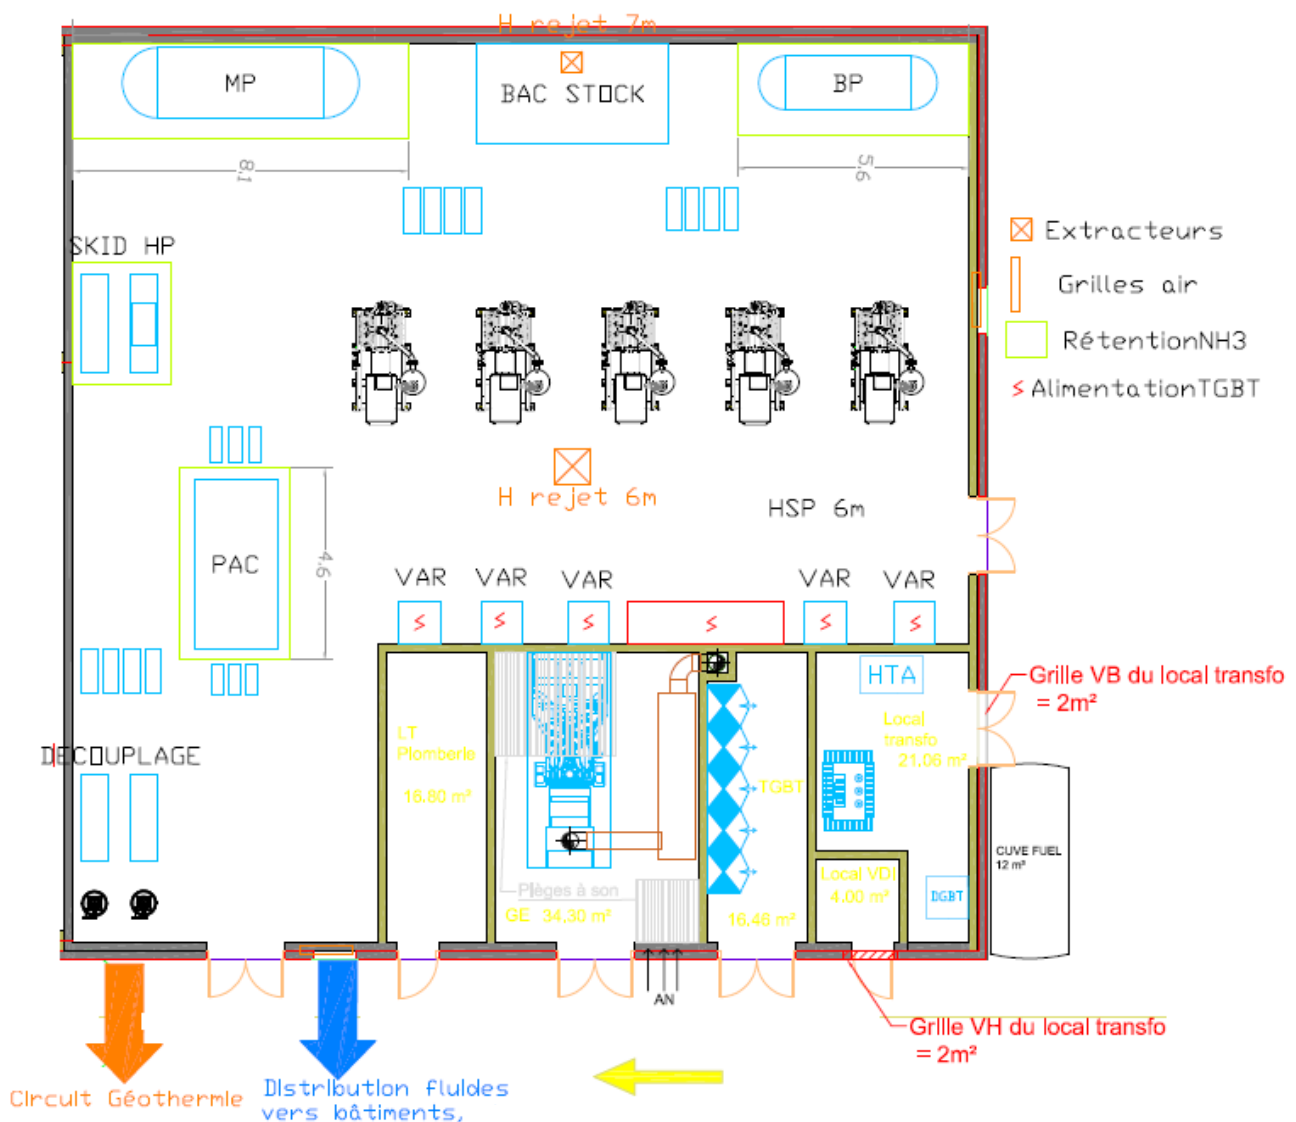 H rejet 7m
MP
BAC STOCK
BP
8.1
5.6
SKID HP
Extracteurs
Grilles air
RétentionNH3
AlimentationTGBT
H rejet 6m
HSP 6m
PAC
4.6
VAR
VAR
VAR
VAR
VAR
HTA
Grille VB du local transfo
= 2m²
LT
Plomberie
16.80 m²
Local
transfo
21.06 m²
DECOUPLAGE
TGBT
CUVE FUEL
12 m³
Local VDI
4.00 m²
Pièges à son
DGBT
GE 34.30 m²
16.46 m²
AN
Grille VH du local transfo
= 2m²
Circuit Géothermie
Distribution fluides
vers bâtiments,